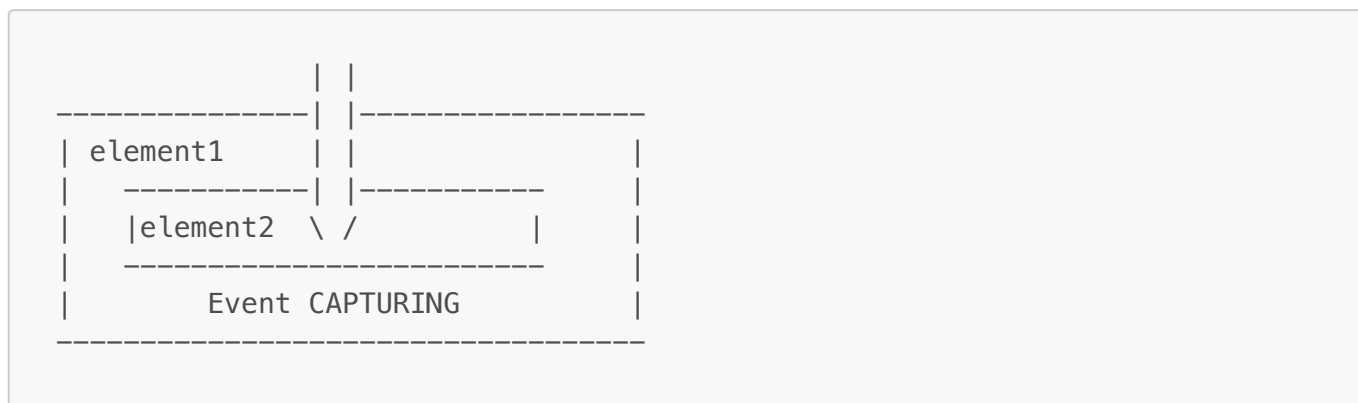 | |
---------------| |-----------------
| element1     | |                |
|   -----------| |-----------     |
|   |element2  \ /          |     |
|   -------------------------     |
|        Event CAPTURING          |
-----------------------------------